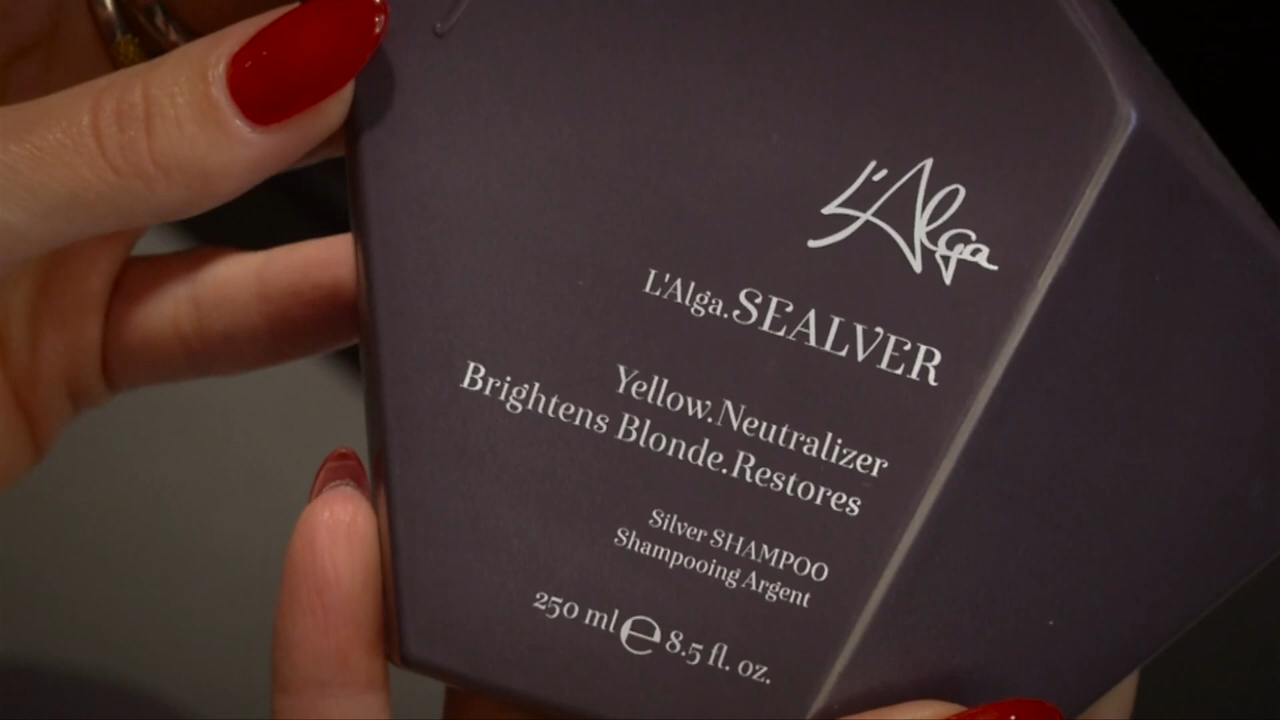 L'Alga
L'Alga.SEALVER
Yellow.Neutralizer
Brightens Blonde.Restores
Silver SHAMPOO
Shampooing Argent
250 ml ℮ 8.5 fl. oz.